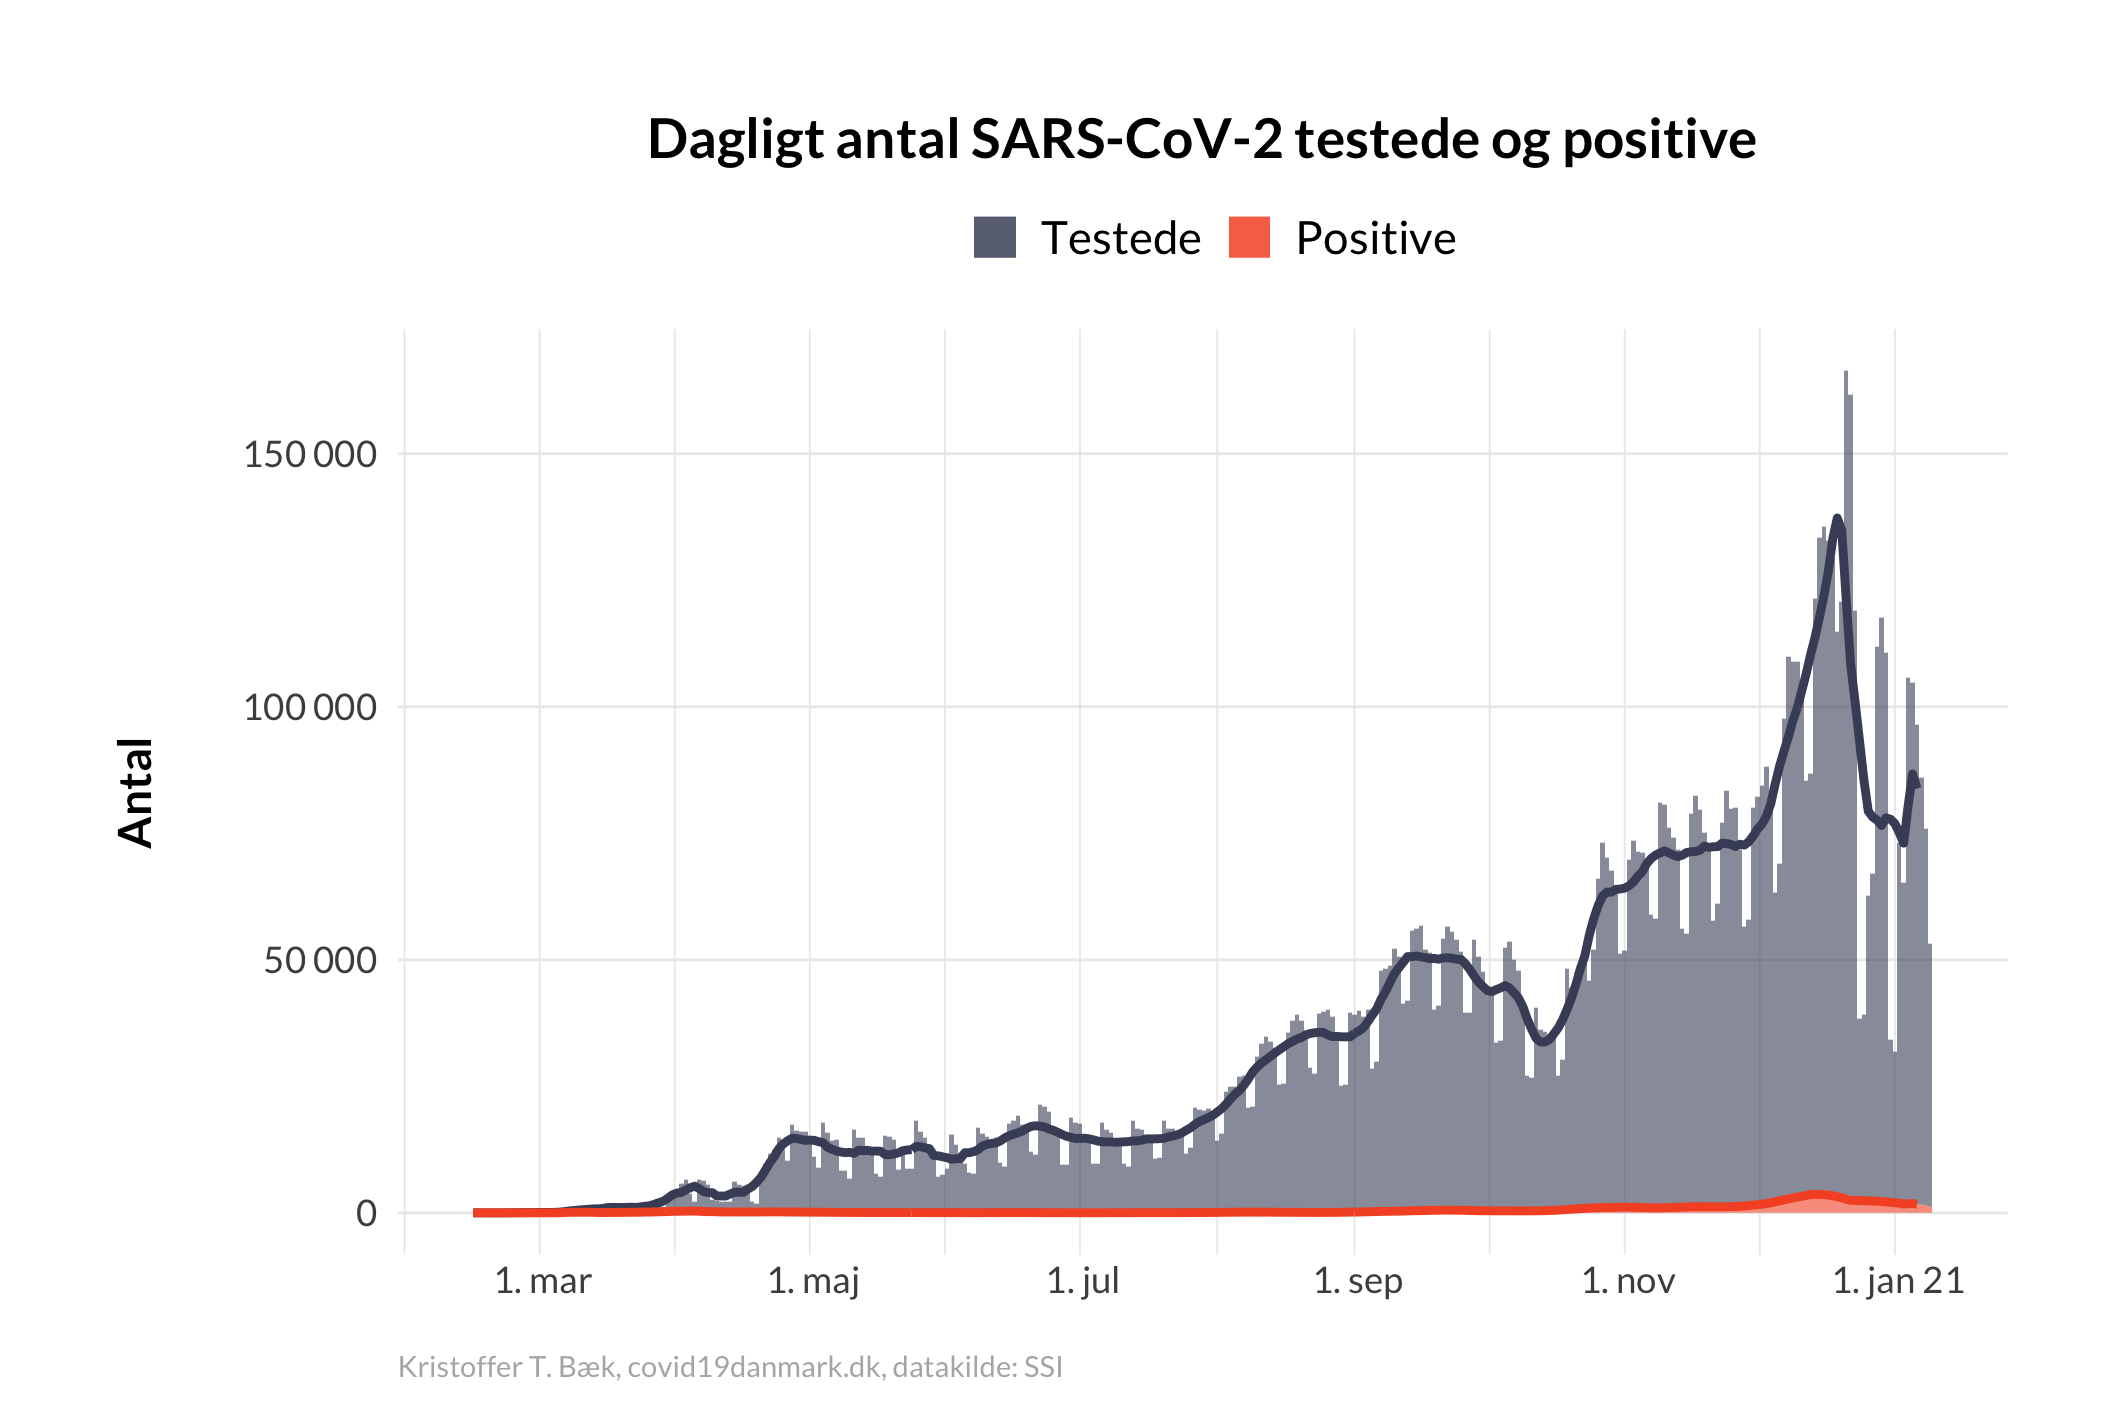 Dagligt antal SARS-CoV-2 testede og positive
Testede Positive
Antal
150 000
100 000
50 000
0
1. mar 1. maj 1. jul 1. sep 1. nov 1. jan 21
Kristoffer T. Bæk, covid19danmark.dk, datakilde: SSI